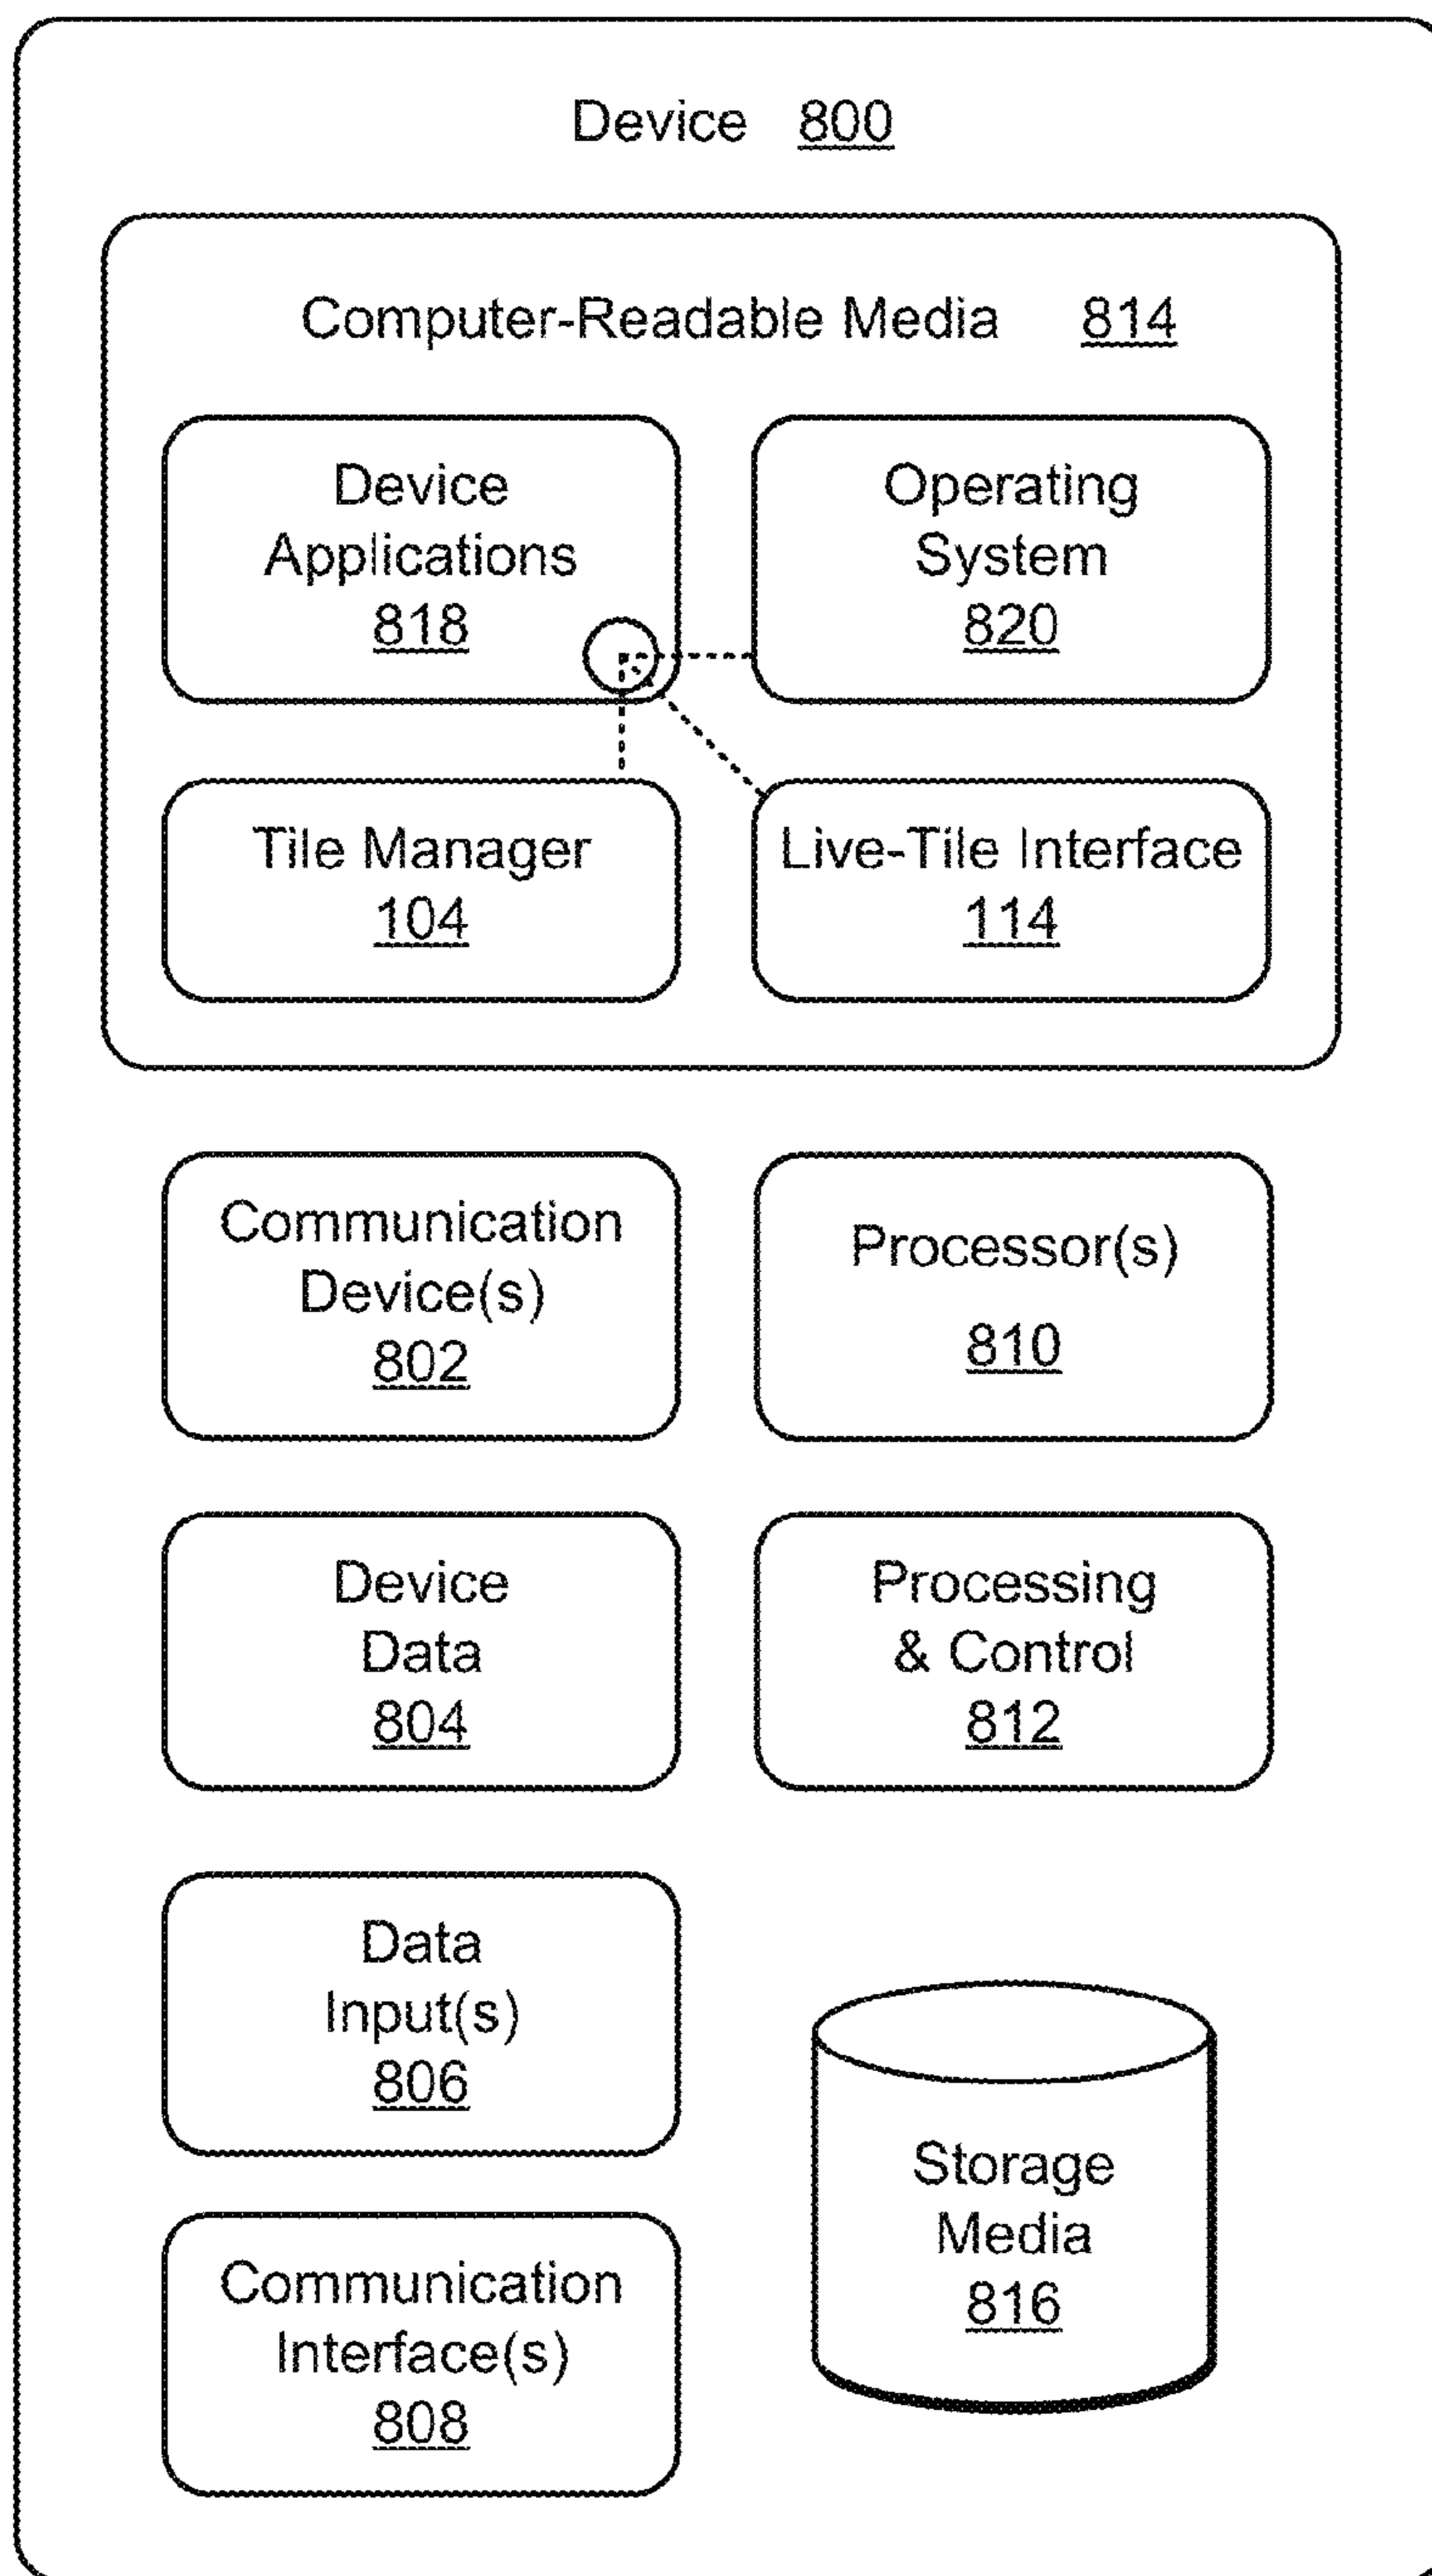 Device 800
Computer-Readable Media 814
Device
Applications
818
Operating
System
820
Tile Manager
104
Live-Tile Interface
114
Communication
Device(s)
802
Processor(s)
810
Device
Data
804
Processing
& Control
812
Data
Input(s)
806
Storage
Media
816
Communication
Interface(s)
808